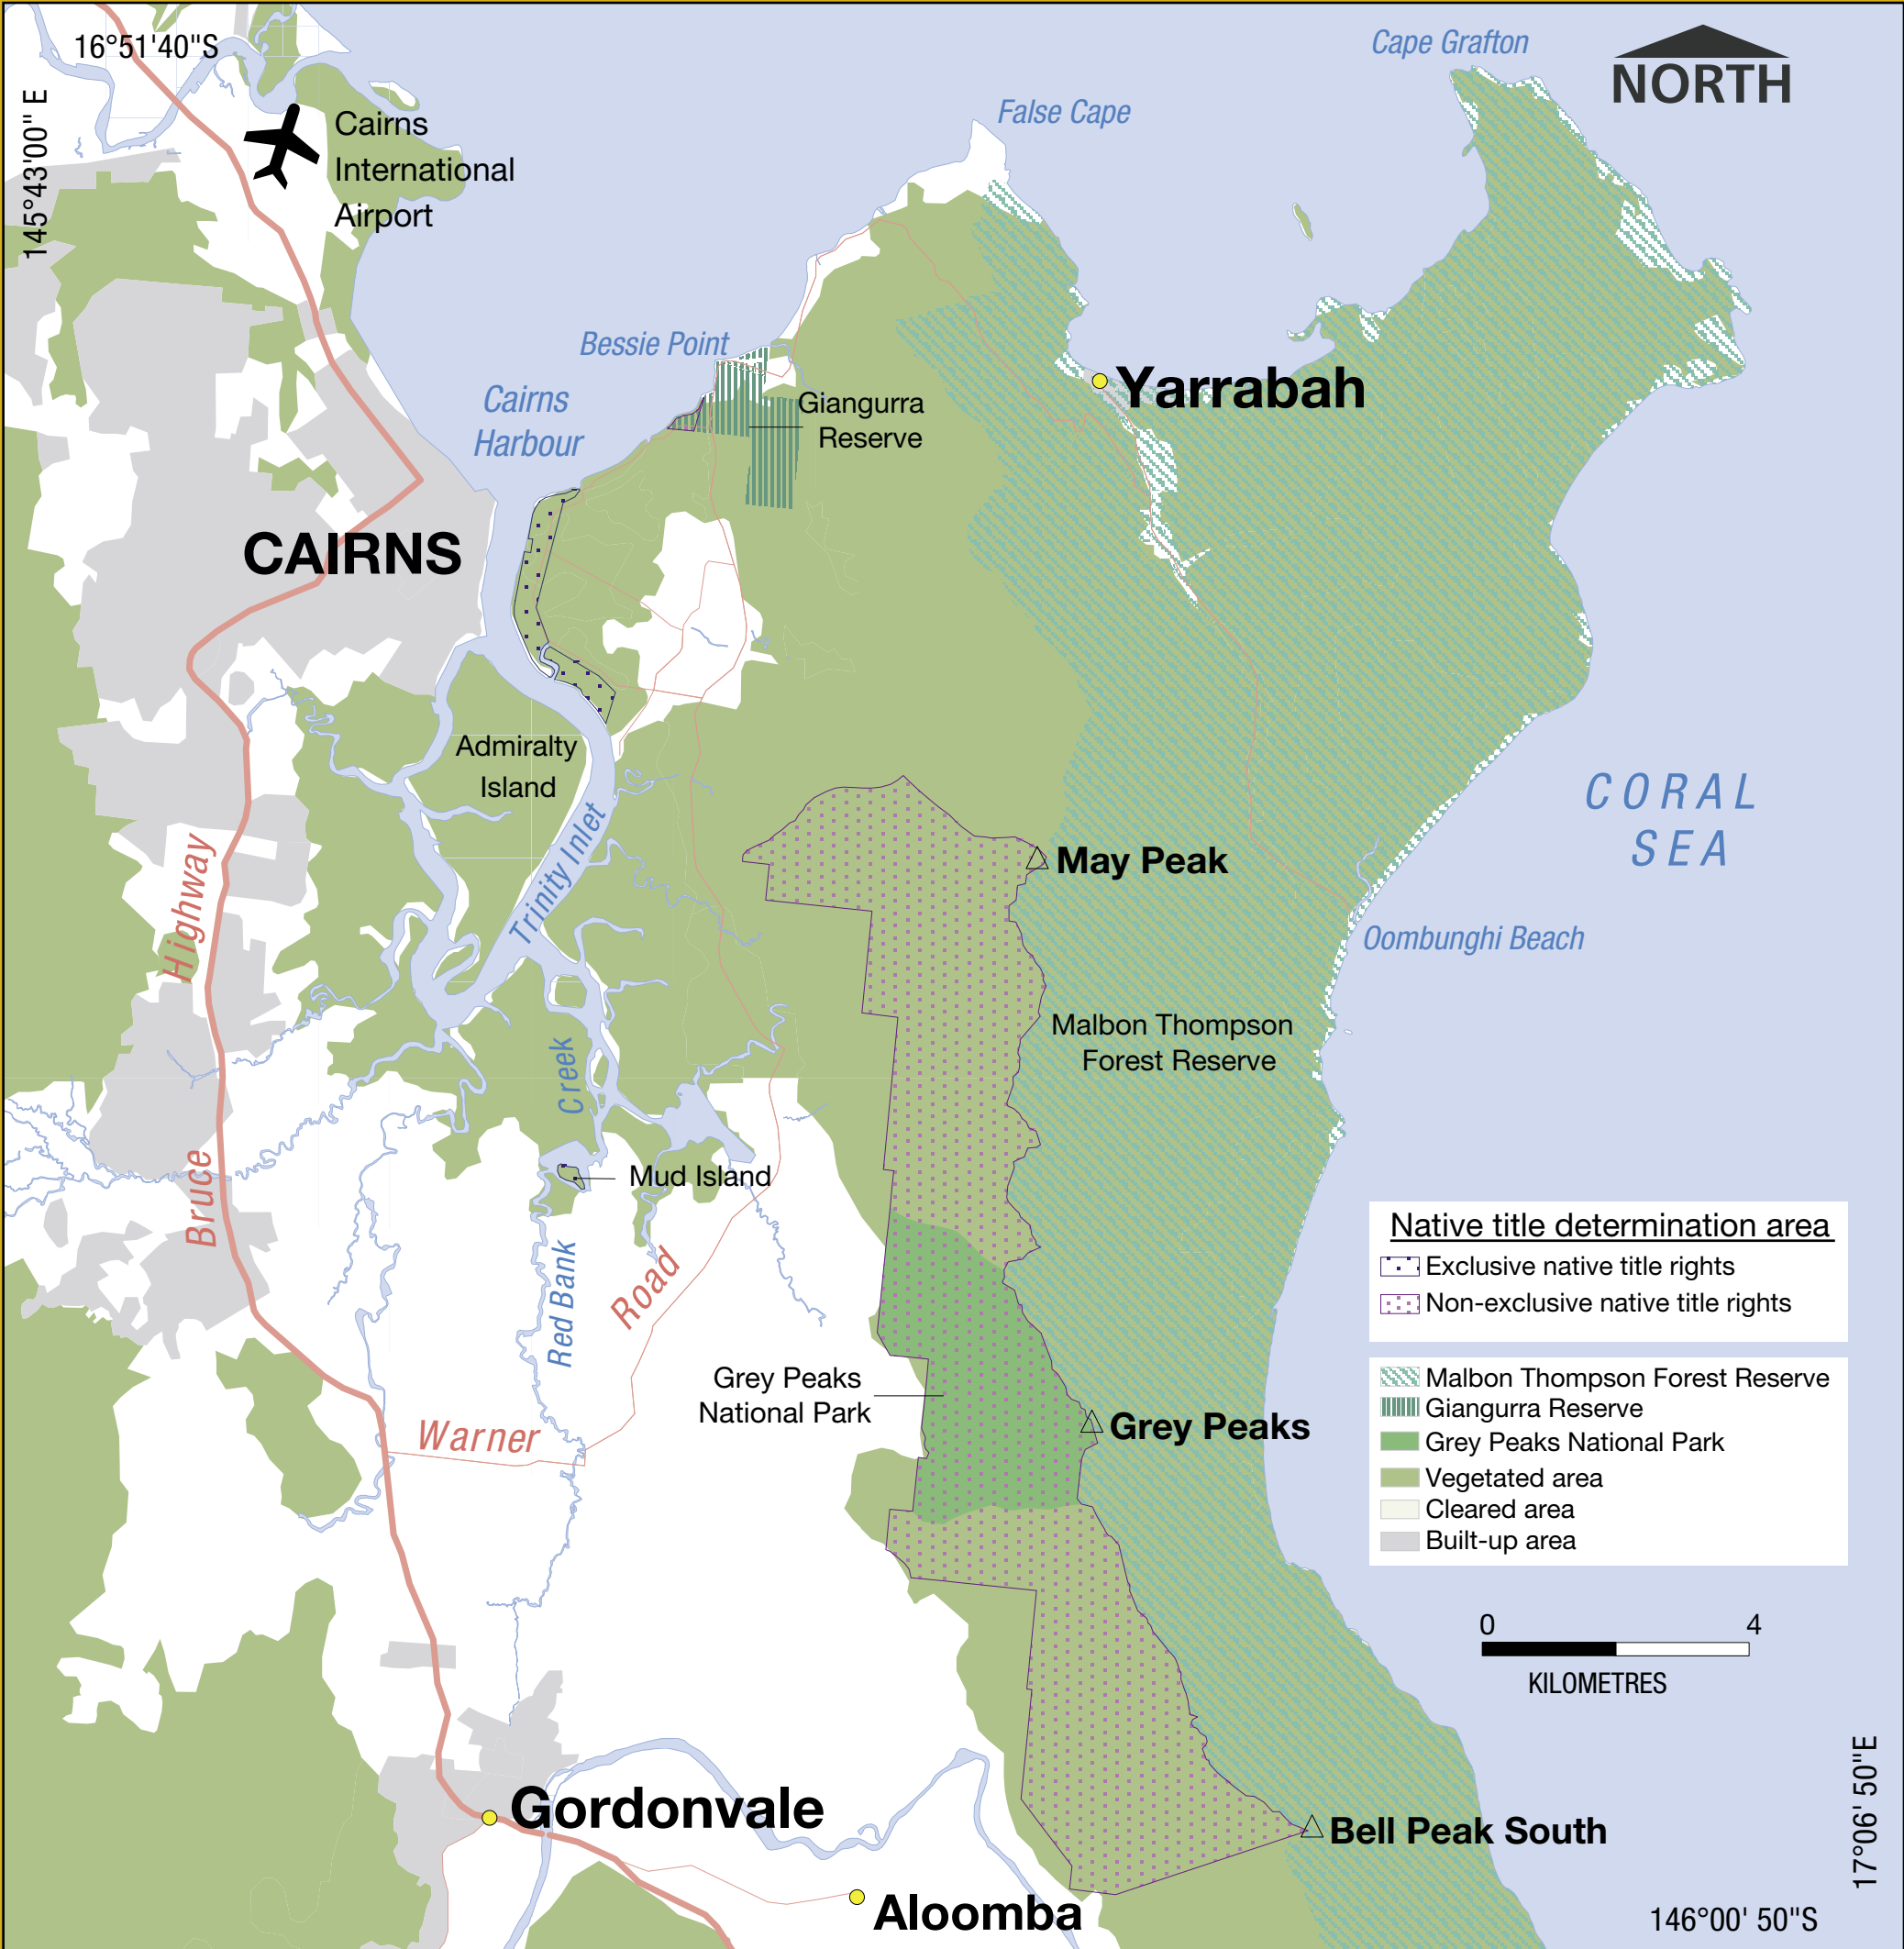 16°51'40"S
145°43'00" E
Cairns
International
Airport
Cape Grafton
NORTH
False Cape
Bessie Point
Cairns
Harbour
Giangurra
Reserve
Yarrabah
CAIRNS
Admiralty
Island
Trinity Inlet
CORAL
SEA
May Peak
Highway
Oombunghi Beach
Malbon Thompson
Forest Reserve
Creek
Mud Island
Bruce
Red Bank
Road
Native title determination area
Exclusive native title rights
Non-exclusive native title rights
Grey Peaks
National Park
Malbon Thompson Forest Reserve
Giangurra Reserve
Grey Peaks National Park
Vegetated area
Cleared area
Built-up area
Warner
Grey Peaks
0 4
KILOMETRES
Gordonvale
Bell Peak South
Aloomba
17°06' 50"E
146°00' 50"S